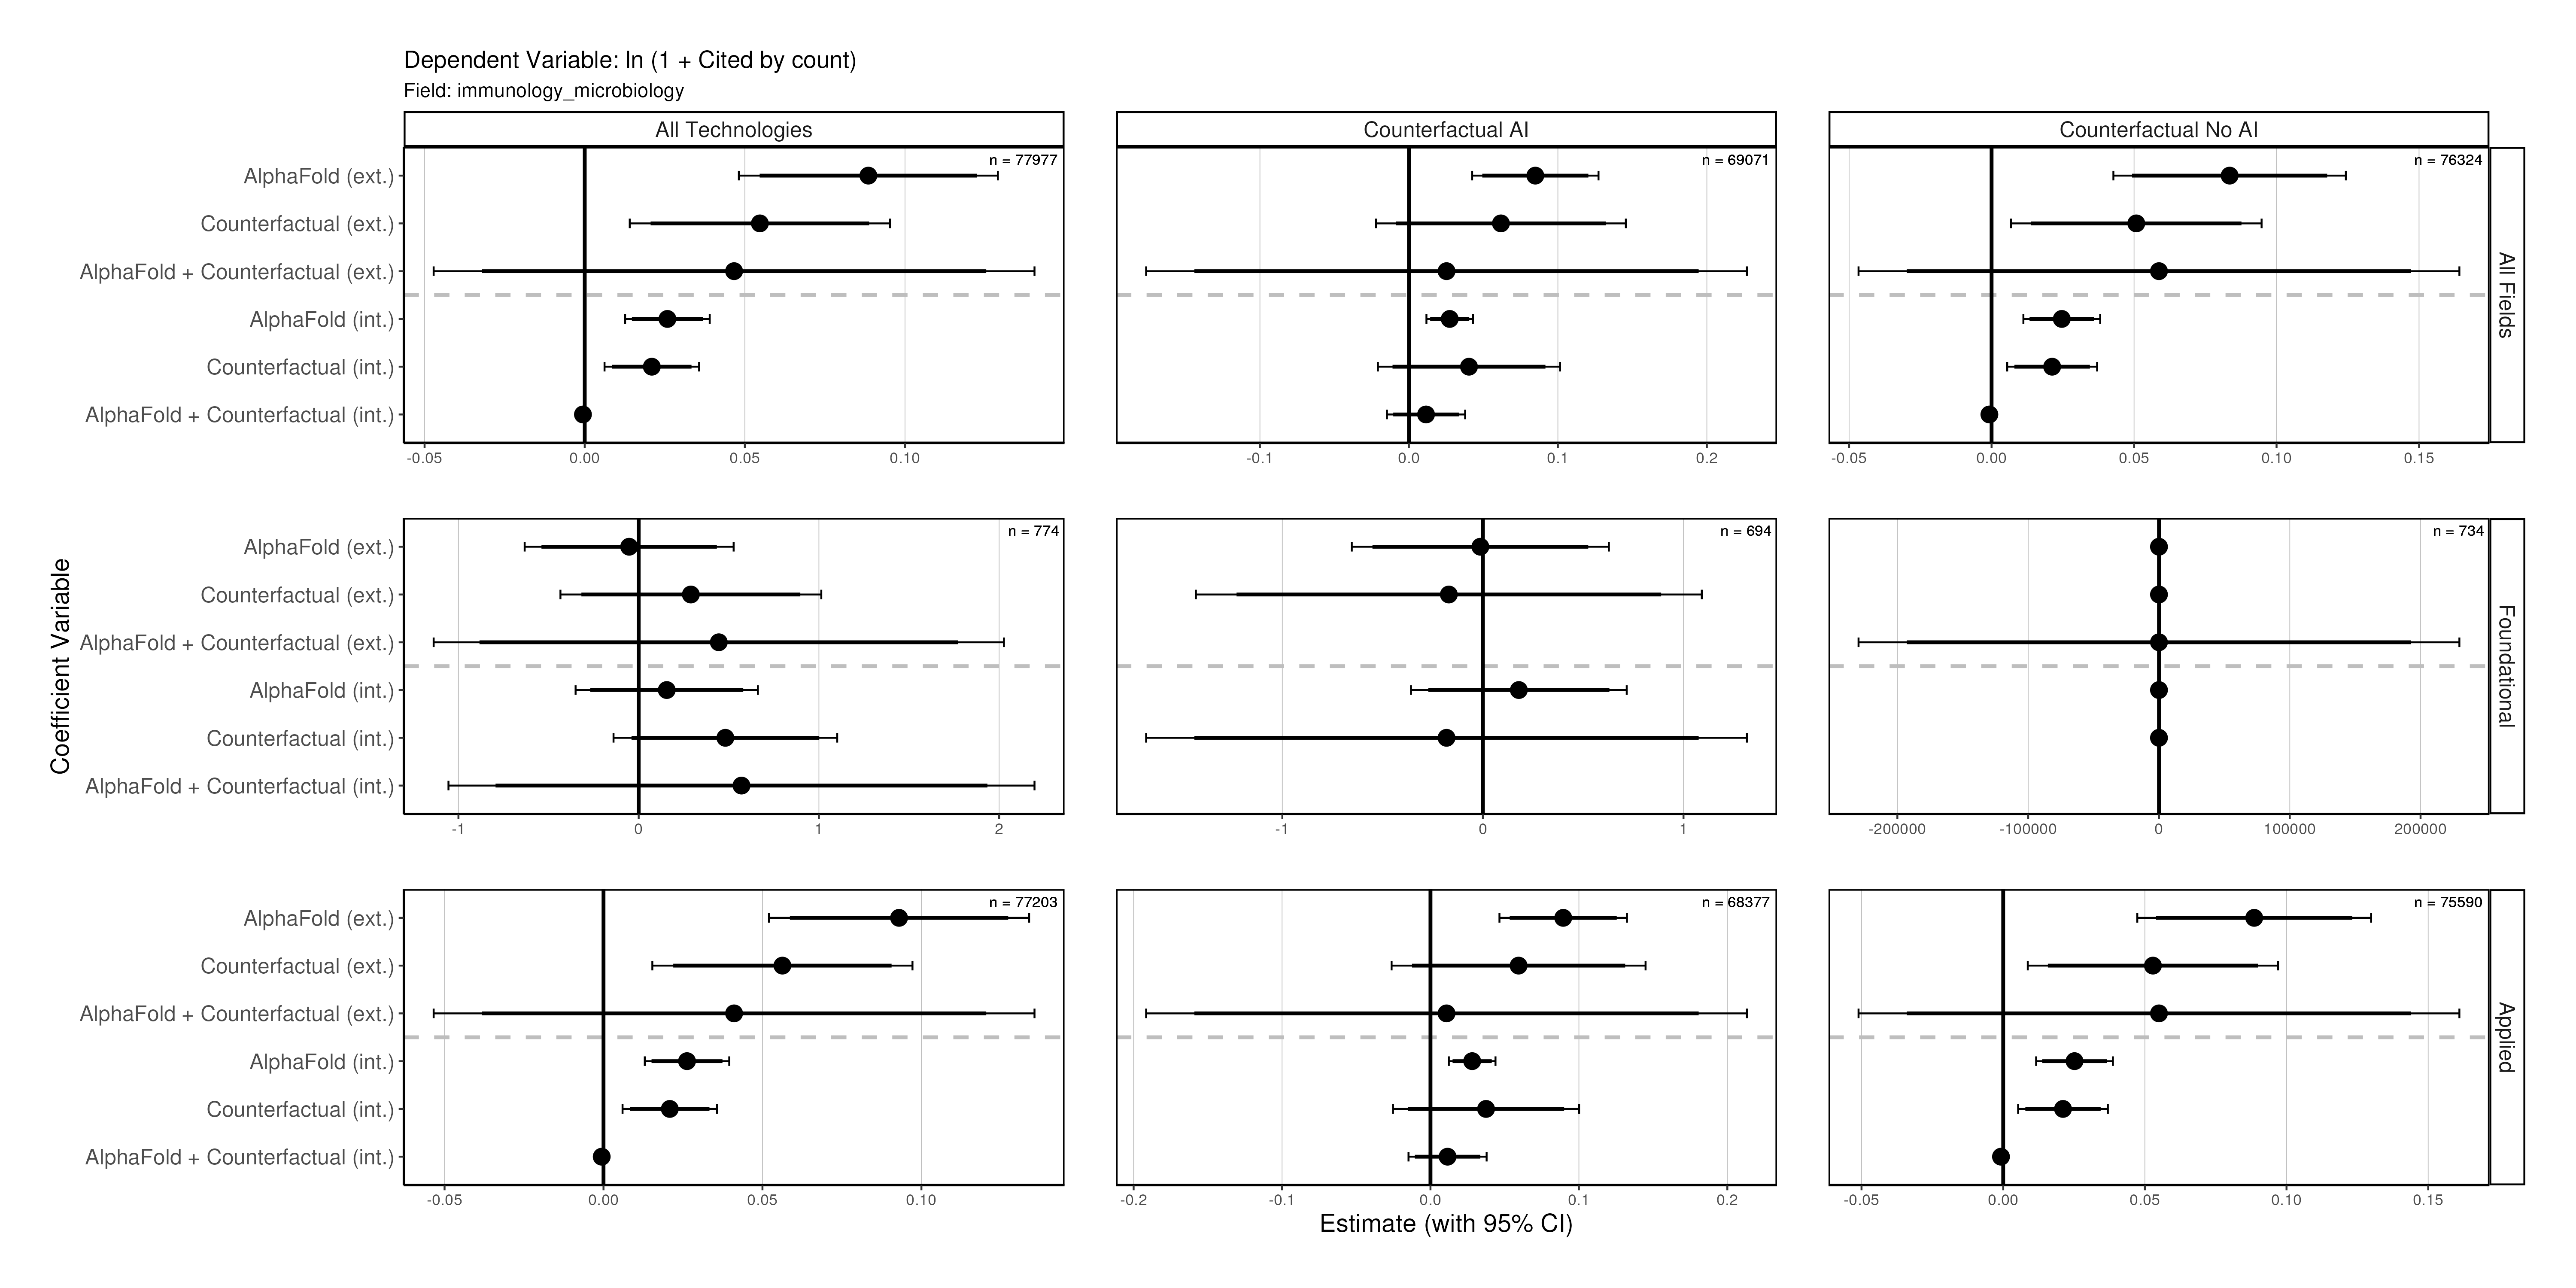 Dependent Variable: ln (1 + Cited by count)
Field: immunology_microbiology
All Technologies
Counterfactual AI
Counterfactual No AI
n = 77977
n = 69071
n = 76324
AlphaFold (ext.)
Counterfactual (ext.)
AlphaFold + Counterfactual (ext.)
AlphaFold (int.)
Counterfactual (int.)
AlphaFold + Counterfactual (int.)
All Fields
-0.05 0.00 0.05 0.10
-0.1 0.0 0.1 0.2
-0.05 0.00 0.05 0.10 0.15
n = 774
n = 694
n = 734
AlphaFold (ext.)
Counterfactual (ext.)
AlphaFold + Counterfactual (ext.)
AlphaFold (int.)
Counterfactual (int.)
AlphaFold + Counterfactual (int.)
Foundational
Coefficient Variable
-1 0 1 2
-1 0 1
-200000 -100000 0 100000 200000
n = 77203
n = 68377
n = 75590
AlphaFold (ext.)
Counterfactual (ext.)
AlphaFold + Counterfactual (ext.)
AlphaFold (int.)
Counterfactual (int.)
AlphaFold + Counterfactual (int.)
Applied
-0.05 0.00 0.05 0.10
-0.2 -0.1 0.0 0.1 0.2
-0.05 0.00 0.05 0.10 0.15
Estimate (with 95% CI)